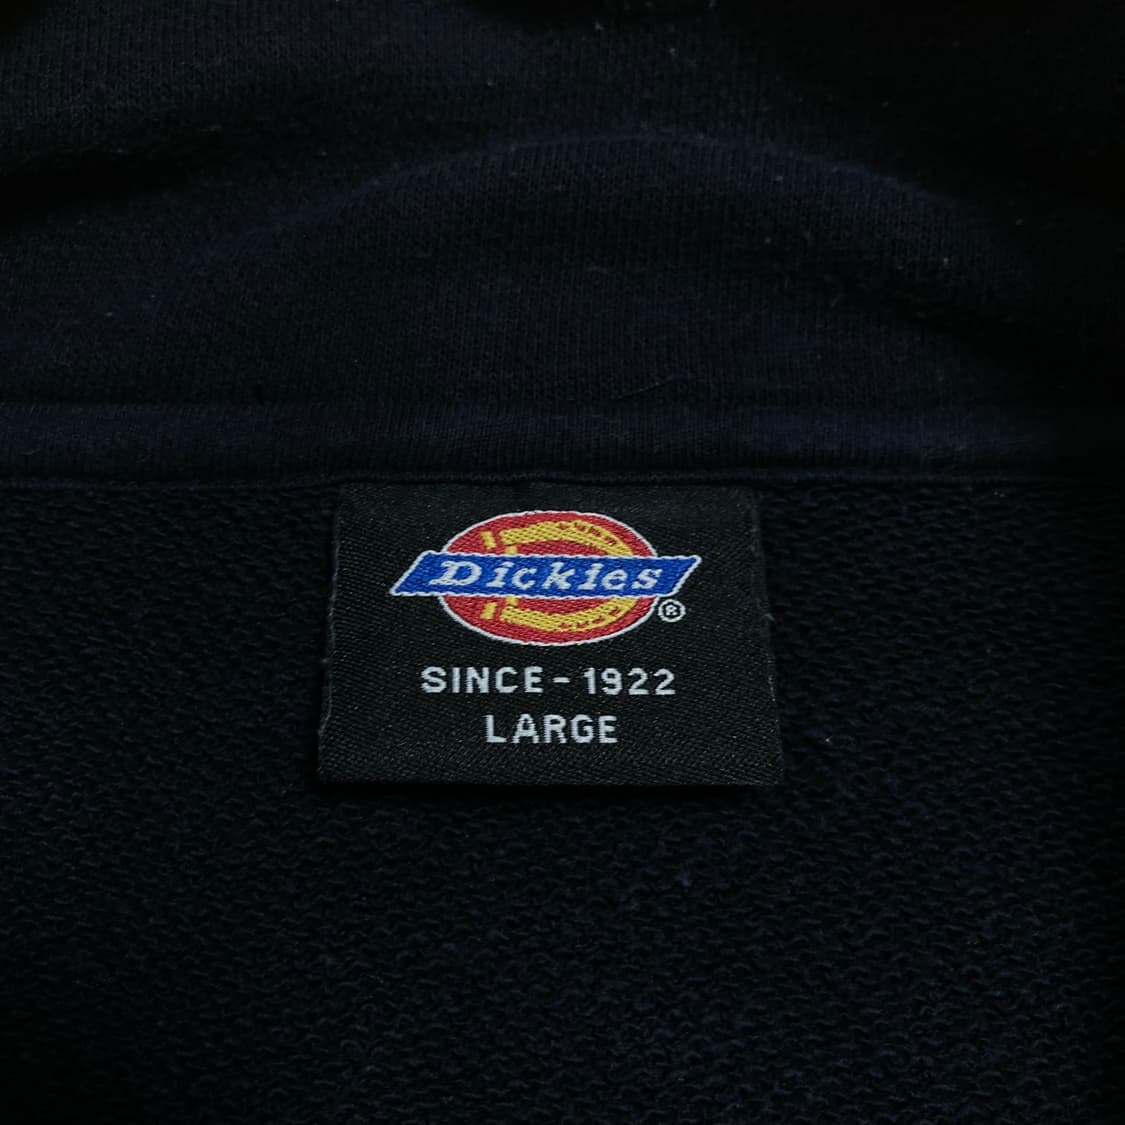 Dickies
®
SINCE - 1922
LARGE